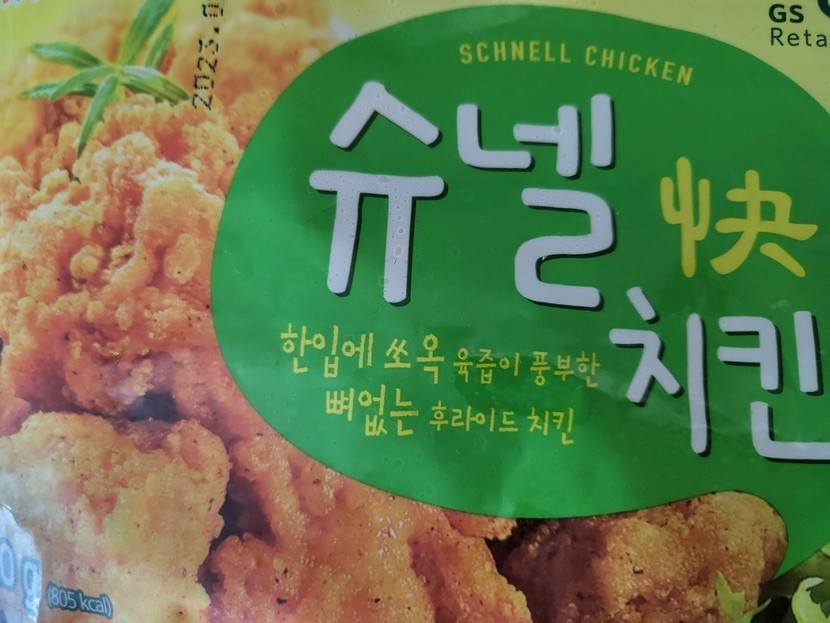 GS
SCHNELL CHICKEN
슈넬
快
치킨
한입에 쏘옥 육즙이 풍부한
뼈없는 후라이드 치킨
(805 kcal)